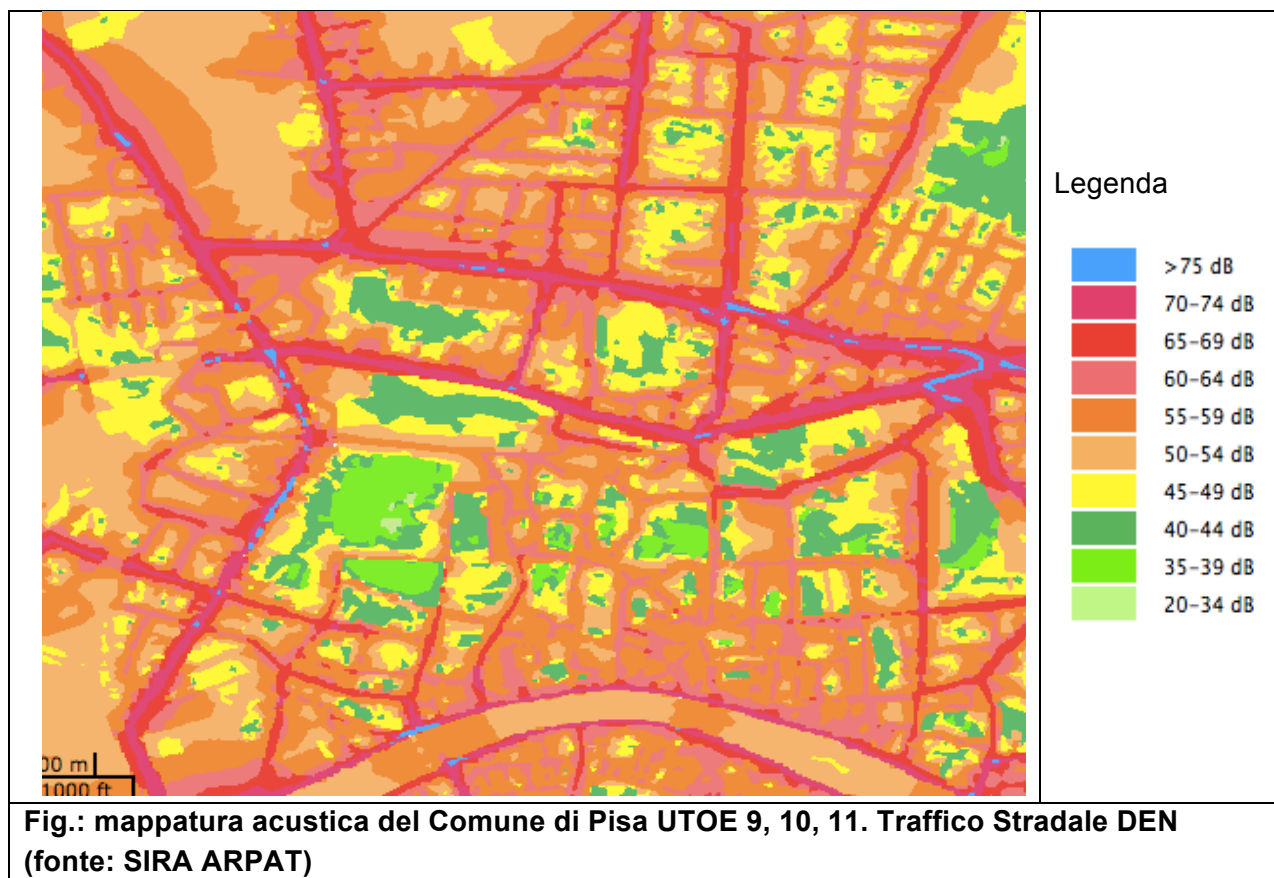 Legenda
>75 dB
70-74 dB
65-69 dB
60-64 dB
55-59 dB
50-54 dB
45-49 dB
40-44 dB
35-39 dB
20-34 dB
00 m
1000 ft
Fig.: mappatura acustica del Comune di Pisa UTOE 9, 10, 11. Traffico Stradale DEN
(fonte: SIRA ARPAT)